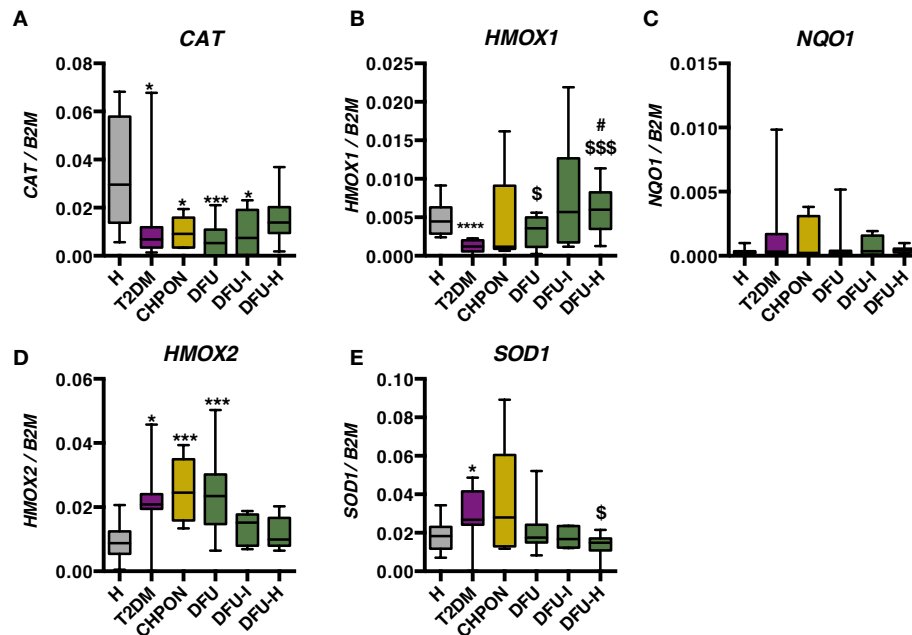 A
CAT
CAT / B2M
0.08
0.06
0.04
0.02
0.00
*
*
***
*
H
T2DM
CHPON
DFU
DFU-I
DFU-H
B
HMOX1
HMOX1 / B2M
0.025
0.020
0.015
0.010
0.005
0.000
****
$
#
$$$
H
T2DM
CHPON
DFU
DFU-I
DFU-H
C
NQO1
NQO1 / B2M
0.015
0.010
0.005
0.000
H
T2DM
CHPON
DFU
DFU-I
DFU-H
D
HMOX2
HMOX2 / B2M
0.06
0.04
0.02
0.00
*
***
***
H
T2DM
CHPON
DFU
DFU-I
DFU-H
E
SOD1
SOD1/ B2M
0.10
0.08
0.06
0.04
0.02
0.00
*
$
H
T2DM
CHPON
DFU
DFU-I
DFU-H